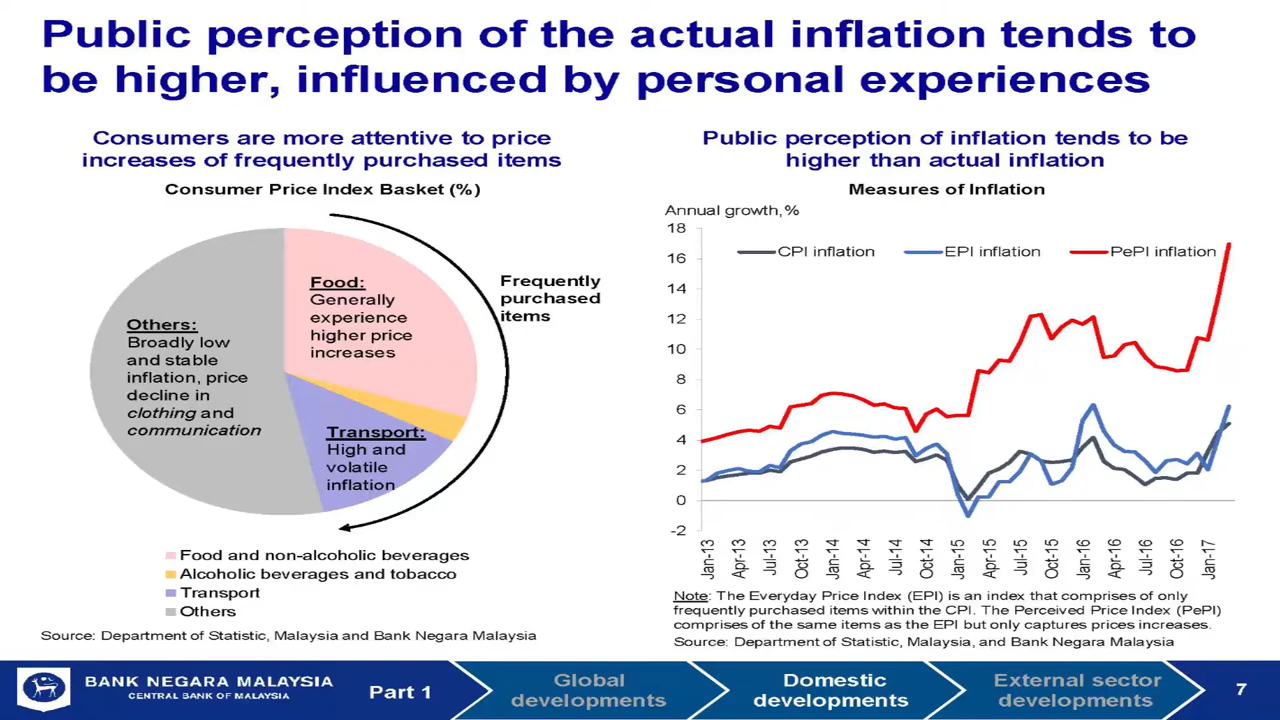 Public perception of the actual inflation tends to
be higher, influenced by personal experiences
Consumers are more attentive to price
increases of frequently purchased items
Consumer Price Index Basket (%)
Food:
Generally
experience
higher price
increases
Frequently
purchased
items
Others:
Broadly low
and stable
inflation, price
decline in
clothing and
communication
Transport:
High and
volatile
inflation
Food and non-alcoholic beverages
Alcoholic beverages and tobacco
Transport
Others
Source: Department of Statistic, Malaysia and Bank Negara Malaysia
Public perception of inflation tends to be
higher than actual inflation
Measures of Inflation
Annual growth, %
CPI inflation EPI inflation PePI inflation
18
16
14
12
10
8
6
4
2
0
-2
Jan-13 Apr-13 Jul-13 Oct-13 Jan-14 Apr-14 Jul-14 Oct-14 Jan-15 Apr-15 Jul-15 Oct-15 Jan-16 Apr-16 Jul-16 Oct-16 Jan-17
Note: The Everyday Price Index (EPI) is an index that comprises of only
frequently purchased items within the CPI. The Perceived Price Index (PePI)
comprises of the same items as the EPI but only captures prices increases.
Source: Department of Statistic, Malaysia, and Bank Negara Malaysia
BANK NEGARA MALAYSIA
CENTRAL BANK OF MALAYSIA
Part 1
Global
developments
Domestic
developments
External sector
developments
7